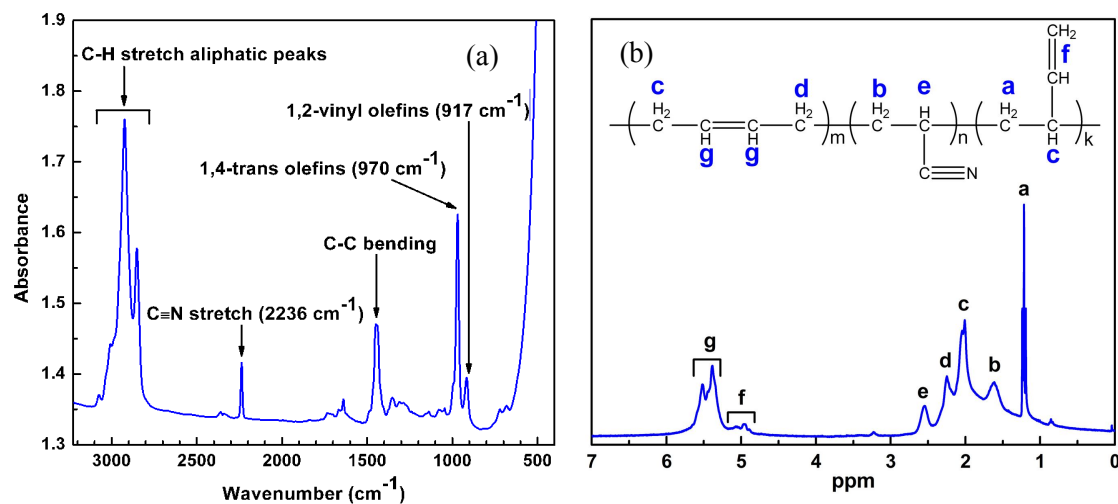 (a)
C-H stretch aliphatic peaks
1,2-vinyl olefins (917 cm⁻¹)
1,4-trans olefins (970 cm⁻¹)
C-C bending
C≡N stretch (2236 cm⁻¹)
Absorbance
1.9
1.8
1.7
1.6
1.5
1.4
1.3
3000 2500 2000 1500 1000 500
Wavenumber (cm⁻¹)
(b)
CH₂
f
CH
c d b e a
H₂ H₂ H₂ H H₂
C C C C
m n k
H H H
g g c
C N
a
c
g
d
b
e
f
7 6 5 4 3 2 1 0
ppm